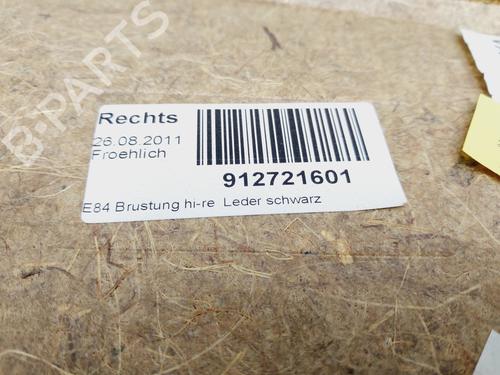 B-PARTS
Rechts
26.08.2011
Froehlich
912721601
E84 Brustung hi-re Leder schwarz